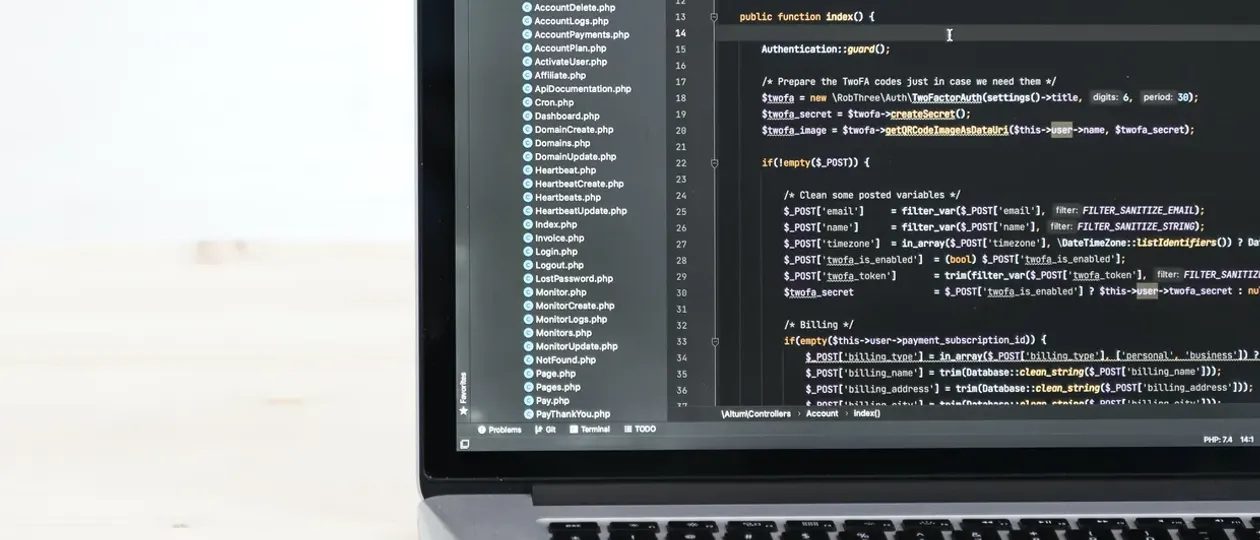 AccountDelete.php
AccountLogs.php
AccountPayments.php
AccountPlan.php
ActivateUser.php
Affiliate.php
ApiDocumentation.php
Cron.php
Dashboard.php
DomainCreate.php
Domains.php
DomainUpdate.php
Heartbeat.php
HeartbeatCreate.php
Heartbeats.php
HeartbeatUpdate.php
Index.php
Invoice.php
Login.php
Logout.php
LostPassword.php
Monitor.php
MonitorCreate.php
MonitorLogs.php
Monitors.php
MonitorUpdate.php
NotFound.php
Page.php
Pages.php
Pay.php
PayThankYou.php
Favorites
12
13 public function index() {
14
15 Authentication::guard();
16
17 /* Prepare the TwoFA codes just in case we need them */
18 $twofa = new \RobThree\Auth\TwoFactorAuth(settings()->title, digits: 6, period: 30);
19 $twofa_secret = $twofa->createSecret();
20 $twofa_image = $twofa->getQRCodeImageAsDataUri($this->user->name, $twofa_secret);
21
22 if(!empty($_POST)) {
23
24 /* Clean some posted variables */
25 $_POST['email'] = filter_var($_POST['email'], filter: FILTER_SANITIZE_EMAIL);
26 $_POST['name'] = filter_var($_POST['name'], filter: FILTER_SANITIZE_STRING);
27 $_POST['timezone'] = in_array($_POST['timezone'], \DateTimeZone::listIdentifiers()) ? Da
28 $_POST['twofa_is_enabled'] = (bool) $_POST['twofa_is_enabled'];
29 $_POST['twofa_token'] = trim(filter_var($_POST['twofa_token'], filter: FILTER_SANITIZ
30 $twofa_secret = $_POST['twofa_is_enabled'] ? $this->user->twofa_secret : nu
31
32 /* Billing */
33 if(empty($this->user->payment_subscription_id)) {
34 $_POST['billing_type'] = in_array($_POST['billing_type'], ['personal', 'business']) ?
35 $_POST['billing_name'] = trim(Database::clean_string($_POST['billing_name']));
36 $_POST['billing_address'] = trim(Database::clean_string($_POST['billing_address']));
37 $_POST['billing_city'] = trim(Database::clean_string($_POST['billing_city']));
\Altum\Controllers › Account › index()
Problems Git Terminal TODO
PHP: 7.4 14:1